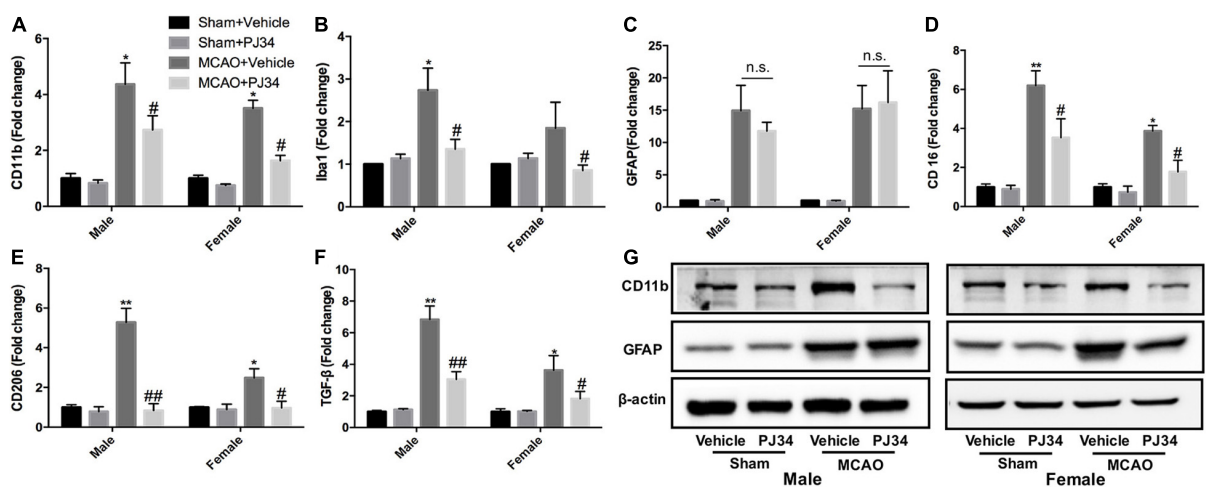 A
CD11b (Fold change)
6
4
2
0
*
#
*
#
Male
Female
Sham+Vehicle
Sham+PJ34
MCAO+Vehicle
MCAO+PJ34
B
Iba1 (Fold change)
4
3
2
1
0
*
#
#
Male
Female
C
GFAP(Fold change)
25
20
15
10
5
0
n.s.
n.s.
Male
Female
D
CD 16 (Fold change)
8
6
4
2
0
**
#
*
#
Male
Female
E
CD206 (Fold change)
8
6
4
2
0
**
##
*
#
Male
Female
F
TGF-β (Fold change)
10
8
6
4
2
0
**
##
*
#
Male
Female
G
CD11b
GFAP
β-actin
Vehicle PJ34 Vehicle PJ34
Sham MCAO
Male
Vehicle PJ34 Vehicle PJ34
Sham MCAO
Female